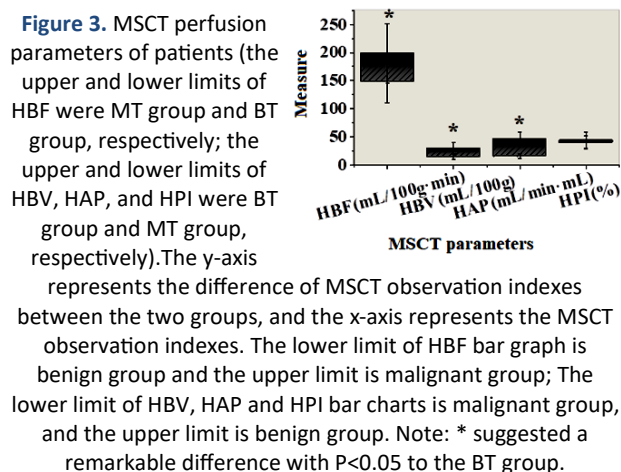 Figure 3. MSCT perfusion
parameters of patients (the
upper and lower limits of
HBF were MT group and BT
group, respectively; the
upper and lower limits of
HBV, HAP, and HPI were BT
group and MT group,
respectively).The y-axis
represents the difference of MSCT observation indexes
between the two groups, and the x-axis represents the MSCT
observation indexes. The lower limit of HBF bar graph is
benign group and the upper limit is malignant group; The
lower limit of HBV, HAP and HPI bar charts is malignant group,
and the upper limit is benign group. Note: * suggested a
remarkable difference with P<0.05 to the BT group.
Measure
250
200
150
100
50
0
*
*
*
HBF(mL/100g·min)
HBV(mL/100g)
HAP(mL/min·mL)
HPI(%)
MSCT parameters